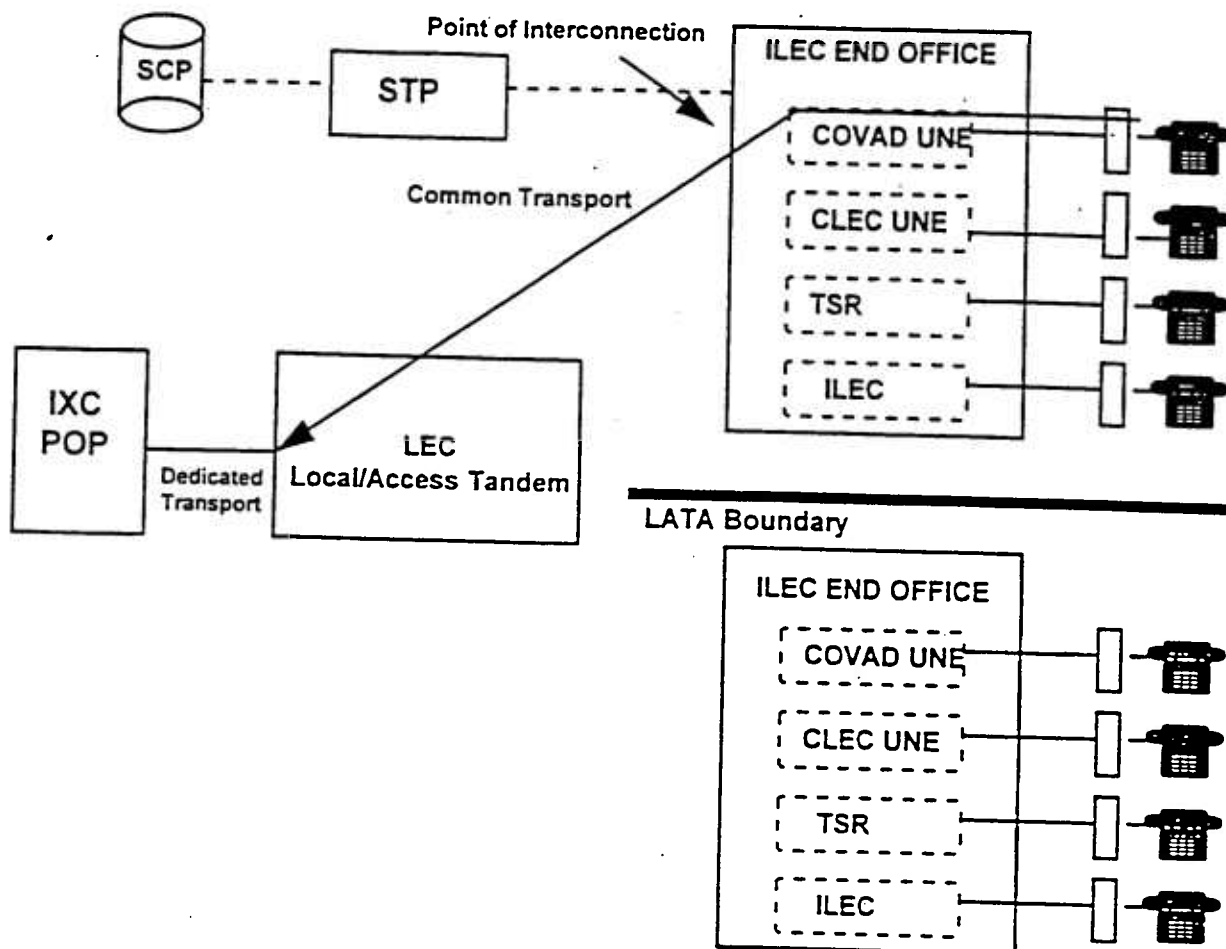 Point of Interconnection
SCP
STP
ILEC END OFFICE
COVAD UNE
CLEC UNE
TSR
ILEC
Common Transport
IXC
POP
Dedicated
Transport
LEC
Local/Access Tandem
LATA Boundary
ILEC END OFFICE
COVAD UNE
CLEC UNE
TSR
ILEC